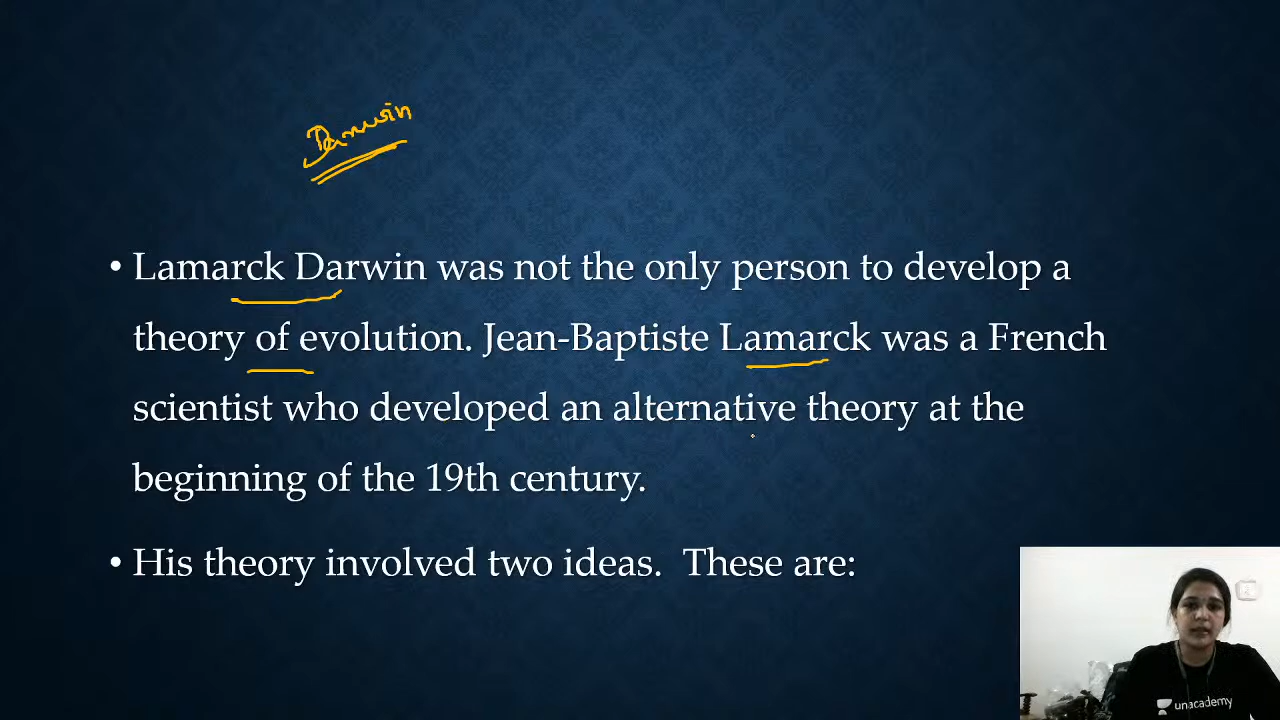 Darwin
• Lamarck Darwin was not the only person to develop a
theory of evolution. Jean-Baptiste Lamarck was a French
scientist who developed an alternative theory at the
beginning of the 19th century.
• His theory involved two ideas. These are:
unacademy